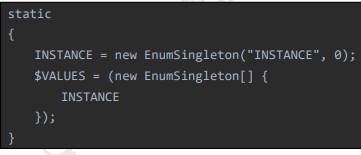 static
{
INSTANCE = new EnumSingleton("INSTANCE", 0);
$VALUES = (new EnumSingleton[] {
INSTANCE
});
}